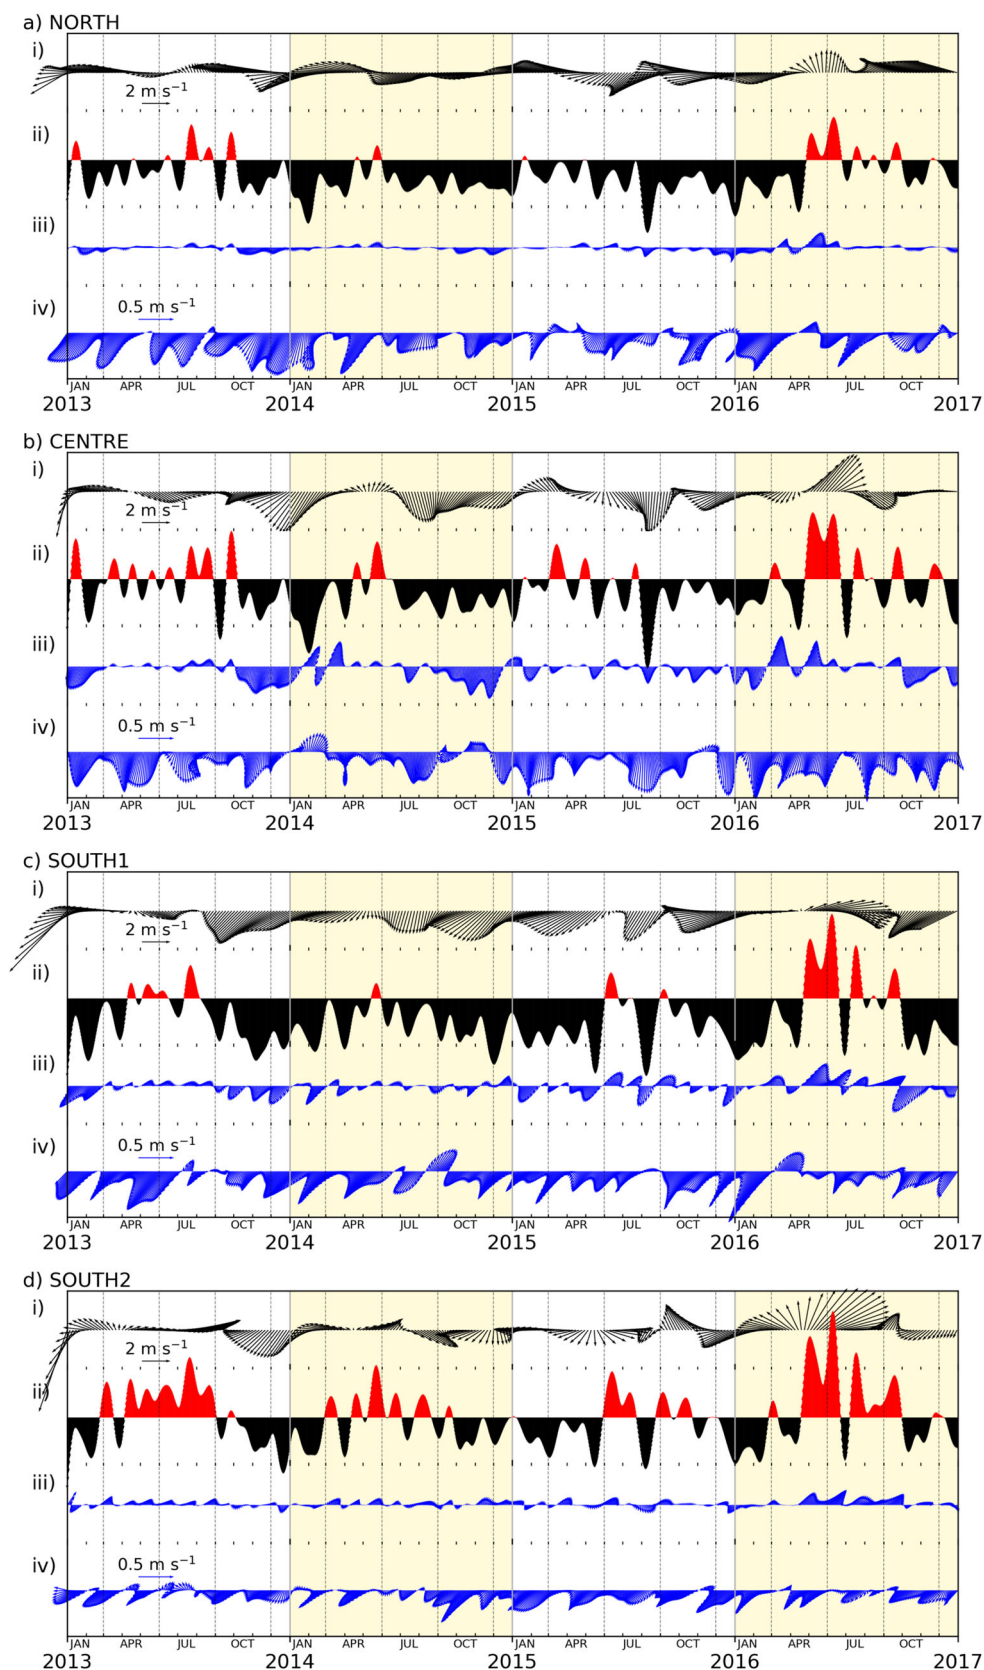 a) NORTH
i)
2 m s⁻¹
ii)
iii)
iv)
0.5 m s⁻¹
JAN APR JUL OCT JAN APR JUL OCT JAN APR JUL OCT JAN APR JUL OCT
2013 2014 2015 2016 2017
b) CENTRE
i)
2 m s⁻¹
ii)
iii)
iv)
0.5 m s⁻¹
JAN APR JUL OCT JAN APR JUL OCT JAN APR JUL OCT JAN APR JUL OCT
2013 2014 2015 2016 2017
c) SOUTH1
i)
2 m s⁻¹
ii)
iii)
iv)
0.5 m s⁻¹
JAN APR JUL OCT JAN APR JUL OCT JAN APR JUL OCT JAN APR JUL OCT
2013 2014 2015 2016 2017
d) SOUTH2
i)
2 m s⁻¹
ii)
iii)
iv)
0.5 m s⁻¹
JAN APR JUL OCT JAN APR JUL OCT JAN APR JUL OCT JAN APR JUL OCT
2013 2014 2015 2016 2017